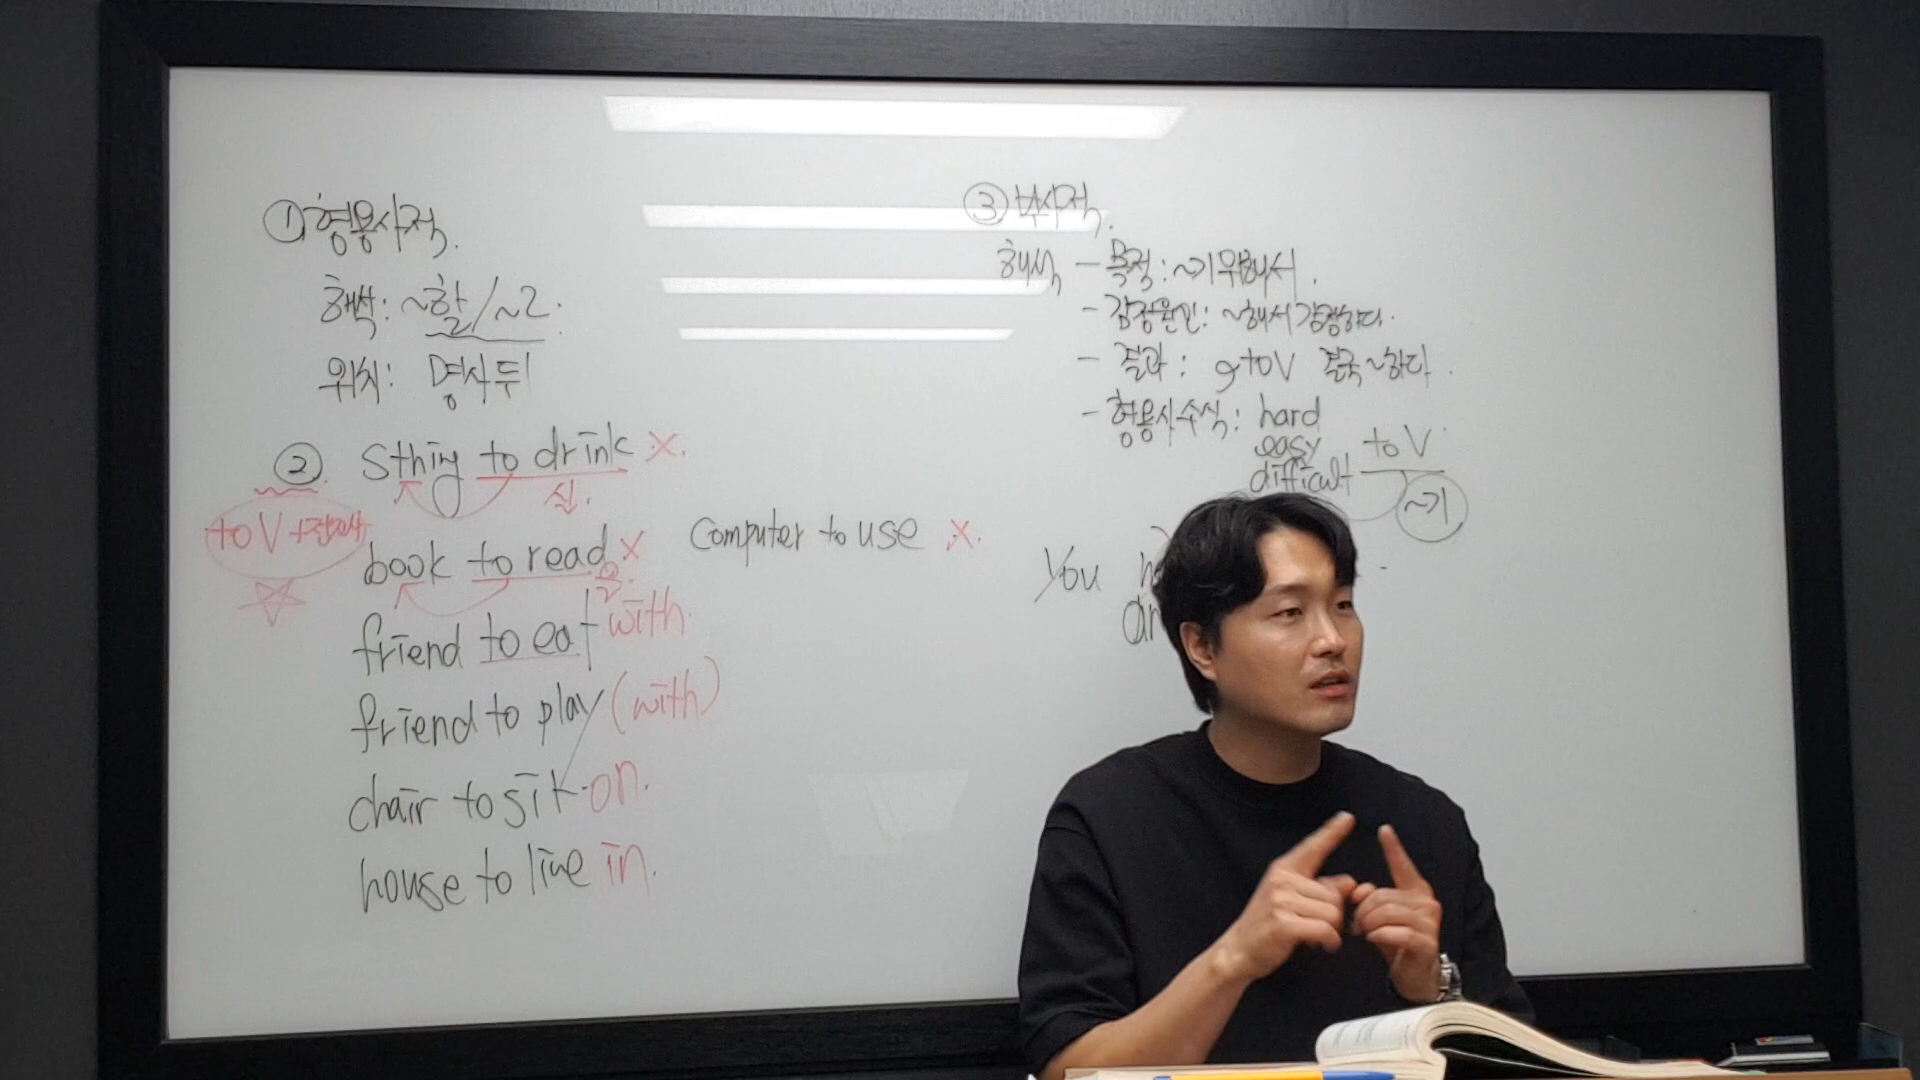 ① 형용사적.
해석: ~할 / ~ㄹ.
위치: 명사 뒤
② sthing to drink X.
toV + 전치사
book to read X
을
computer to use X.
friend to eat with.
friend to play (with)
chair to sit on.
house to live in.
③ 부사적.
해석 - 목적: ~기 위해서.
- 감정원인: ~해서 감정하다.
- 결과: toV 결국 ~하다.
- 형용사수식: hard
easy
difficult
to V
~기
You